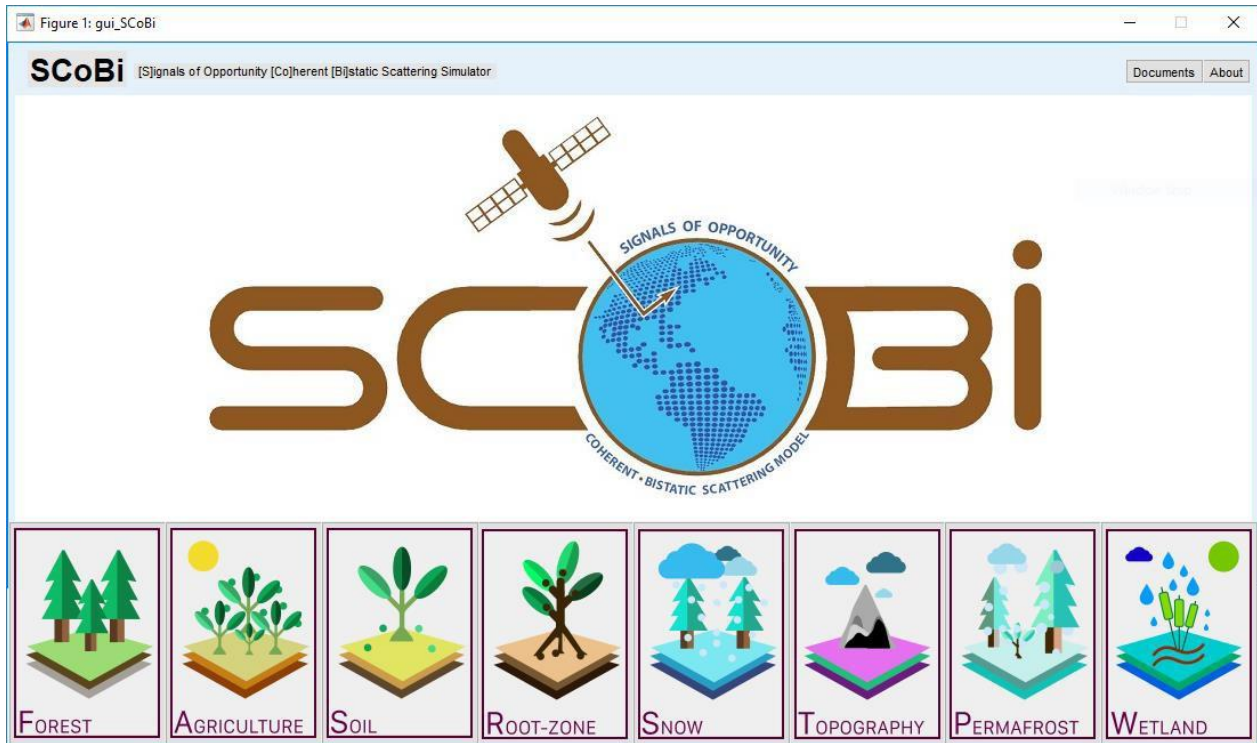 Figure 1: gui_SCoBi
SCoBi [S]ignals of Opportunity [Co]herent [Bi]static Scattering Simulator
Documents About
SIGNALS OF OPPORTUNITY
SCOBi
COHERENT • BISTATIC SCATTERING MODEL
FOREST AGRICULTURE SOIL ROOT-ZONE SNOW TOPOGRAPHY PERMAFROST WETLAND